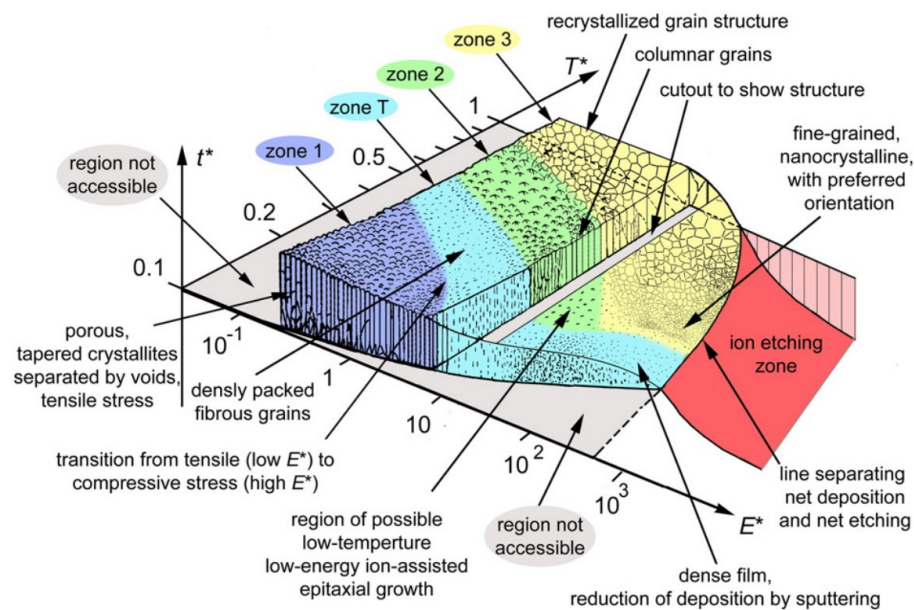 recrystallized grain structure
zone 3
columnar grains
T*
zone 2
cutout to show structure
zone T
1
fine-grained,
nanocrystalline,
with preferred
orientation
t*
zone 1
0.5
region not
accessible
0.2
0.1
porous,
tapered crystallites
separated by voids,
tensile stress
10-1
ion etching
zone
densly packed
fibrous grains
1
10
transition from tensile (low E*) to
compressive stress (high E*)
102
line separating
net deposition
and net etching
103
E*
region of possible
low-temperture
low-energy ion-assisted
epitaxial growth
region not
accessible
dense film,
reduction of deposition by sputtering